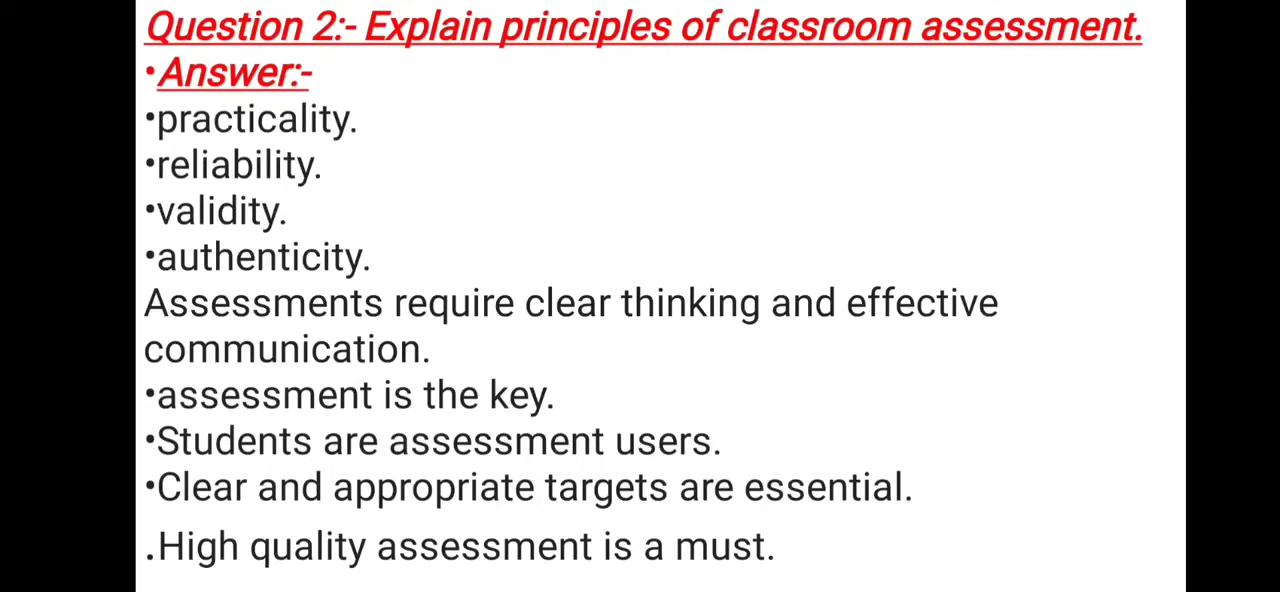 Question 2:- Explain principles of classroom assessment.
•Answer:-
•practicality.
•reliability.
•validity.
•authenticity.
Assessments require clear thinking and effective
communication.
•assessment is the key.
•Students are assessment users.
•Clear and appropriate targets are essential.
.High quality assessment is a must.